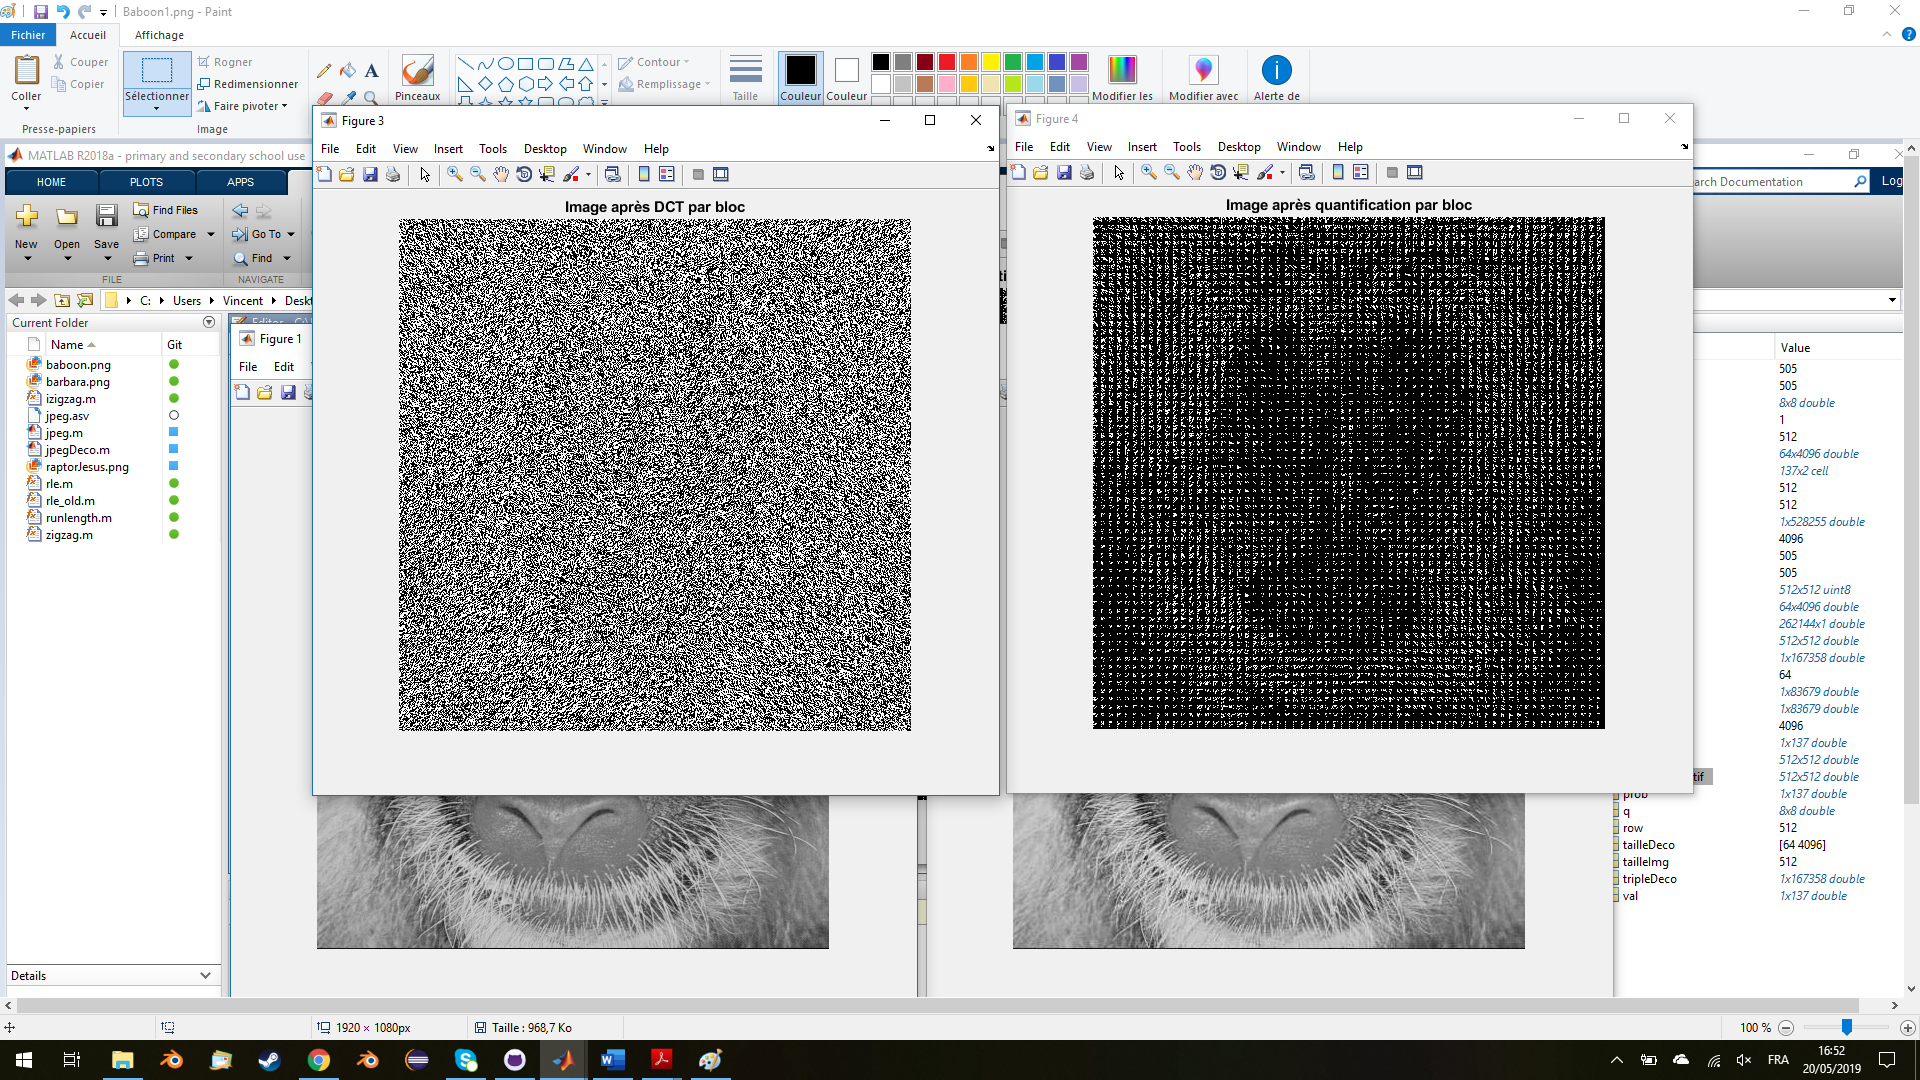 Baboon1.png - Paint
Fichier Accueil Affichage
Coller
Couper
Copier
Presse-papiers
Sélectionner
Rogner
Redimensionner
Faire pivoter
Image
Pinceaux
Contour
Remplissage
Taille
Couleur
Couleur
Modifier les
Modifier avec
Alerte de
MATLAB R2018a - primary and secondary school use
HOME PLOTS APPS
New
Open
Save
Find Files
Compare
Print
FILE
Go To
Find
NAVIGATE
C: Users Vincent Deskt
Current Folder
Name Git
baboon.png
barbara.png
izigzag.m
jpeg.asv
jpeg.m
jpegDeco.m
raptorJesus.png
rle.m
rle_old.m
runlength.m
zigzag.m
Details
Figure 1
File Edit
Figure 3
File Edit View Insert Tools Desktop Window Help
Image après DCT par bloc
Figure 4
File Edit View Insert Tools Desktop Window Help
Image après quantification par bloc
arch Documentation
Log
Value
505
505
8x8 double
1
512
64x4096 double
137x2 cell
512
512
1x528255 double
4096
505
505
512x512 uint8
64x4096 double
262144x1 double
512x512 double
1x167358 double
64
1x83679 double
1x83679 double
4096
1x137 double
512x512 double
tif 512x512 double
prob 1x137 double
q 8x8 double
row 512
tailleDeco [64 4096]
tailleImg 512
tripleDeco 1x167358 double
val 1x137 double
1920 × 1080px
Taille : 968,7 Ko
100 %
FRA
16:52
20/05/2019